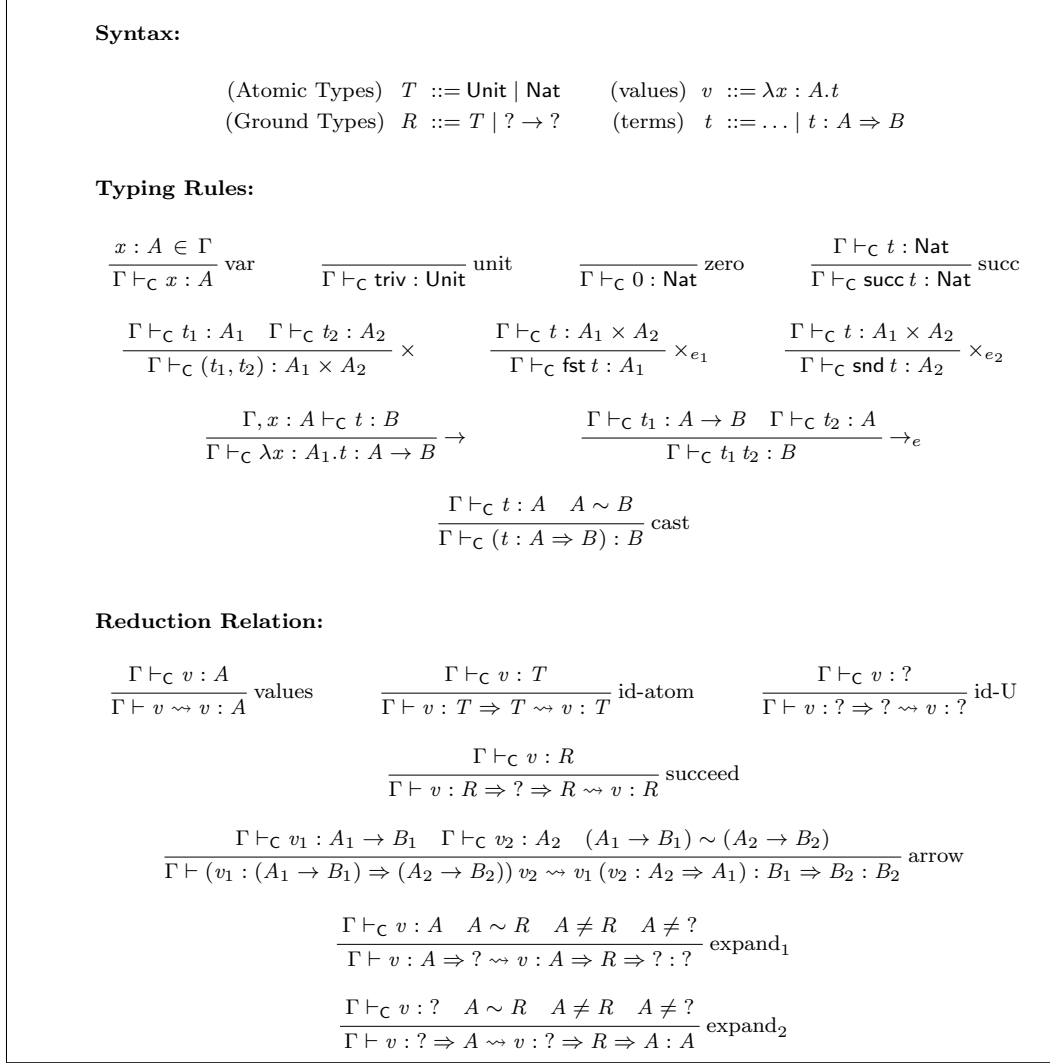 Syntax:
(Atomic Types) T ::= Unit | Nat (values) v ::= λx : A.t
(Ground Types) R ::= T | ? → ? (terms) t ::= . . . | t : A ⇒ B
Typing Rules:
x : A ∈ Γ
Γ ⊢C x : A var
Γ ⊢C triv : Unit unit
Γ ⊢C 0 : Nat zero
Γ ⊢C t : Nat
Γ ⊢C succ t : Nat succ
Γ ⊢C t1 : A1 Γ ⊢C t2 : A2
Γ ⊢C (t1, t2) : A1 × A2 ×
Γ ⊢C t : A1 × A2
Γ ⊢C fst t : A1 ×e1
Γ ⊢C t : A1 × A2
Γ ⊢C snd t : A2 ×e2
Γ, x : A ⊢C t : B
Γ ⊢C λx : A1.t : A → B →
Γ ⊢C t1 : A → B Γ ⊢C t2 : A
Γ ⊢C t1 t2 : B →e
Γ ⊢C t : A A ∼ B
Γ ⊢C (t : A ⇒ B) : B cast
Reduction Relation:
Γ ⊢C v : A
Γ ⊢ v ⇝ v : A values
Γ ⊢C v : T
Γ ⊢ v : T ⇒ T ⇝ v : T id-atom
Γ ⊢C v : ?
Γ ⊢ v : ? ⇒ ? ⇝ v : ? id-U
Γ ⊢C v : R
Γ ⊢ v : R ⇒ ? ⇒ R ⇝ v : R succeed
Γ ⊢C v1 : A1 → B1 Γ ⊢C v2 : A2 (A1 → B1) ∼ (A2 → B2)
Γ ⊢ (v1 : (A1 → B1) ⇒ (A2 → B2)) v2 ⇝ v1 (v2 : A2 ⇒ A1) : B1 ⇒ B2 : B2 arrow
Γ ⊢C v : A A ∼ R A ≠ R A ≠ ?
Γ ⊢ v : A ⇒ ? ⇝ v : A ⇒ R ⇒ ? : ? expand1
Γ ⊢C v : ? A ∼ R A ≠ R A ≠ ?
Γ ⊢ v : ? ⇒ A ⇝ v : ? ⇒ R ⇒ A : A expand2